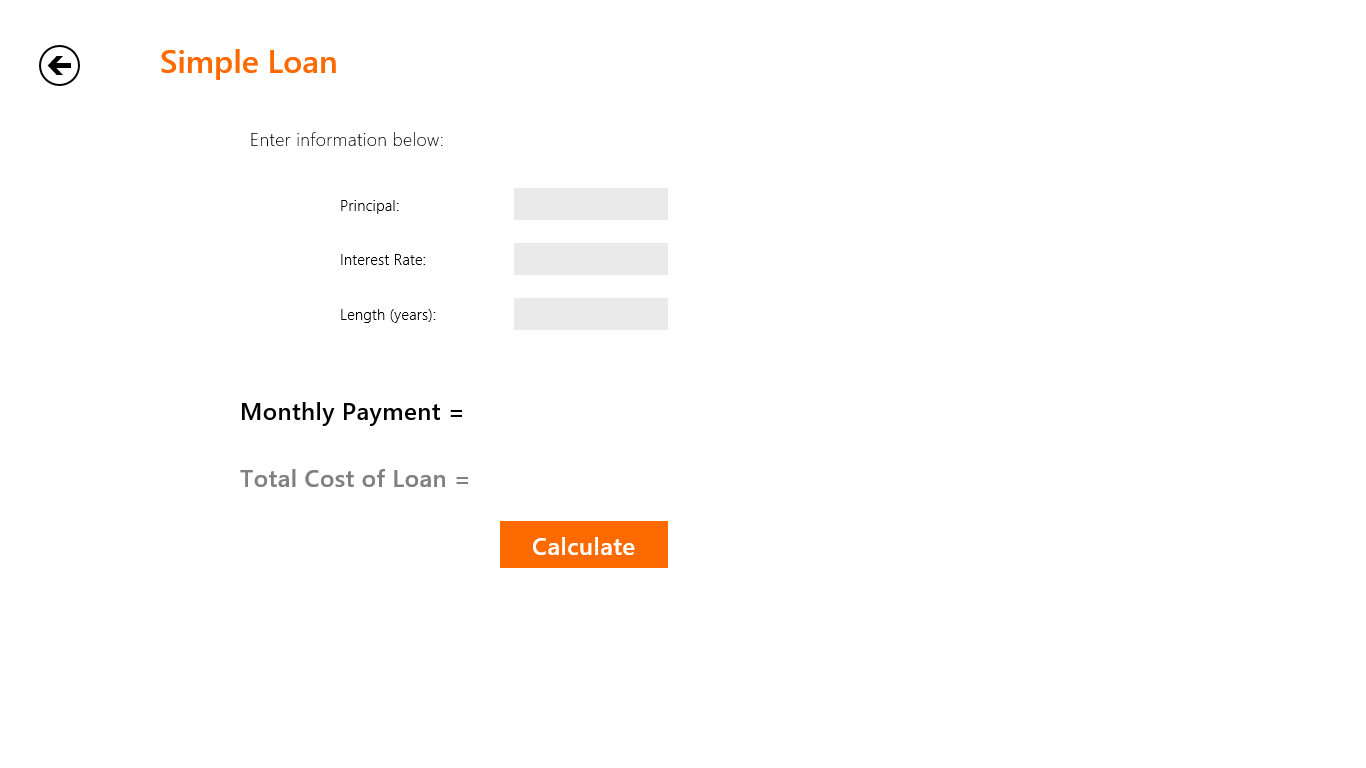 Simple Loan
Enter information below:
Principal:
Interest Rate:
Length (years):
Monthly Payment =
Total Cost of Loan =
Calculate